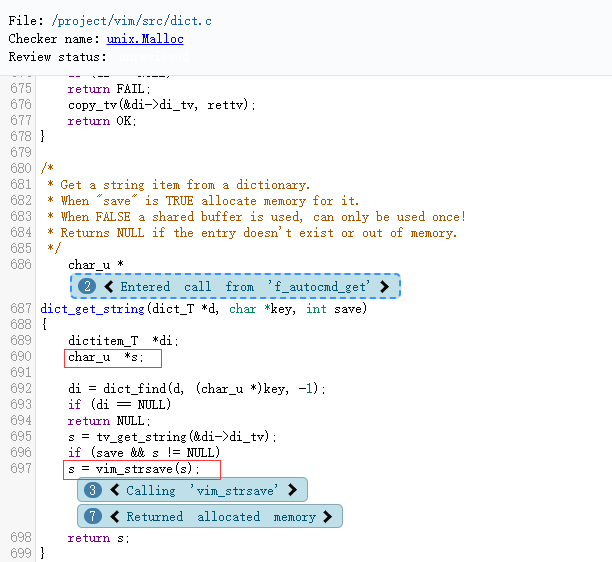 File: /project/vim/src/dict.c
Checker name: unix.Malloc
Review status:
675 return FAIL;
676 copy_tv(&di->di_tv, rettv);
677 return OK;
678 }
679
680 /*
681 * Get a string item from a dictionary.
682 * When "save" is TRUE allocate memory for it.
683 * When FALSE a shared buffer is used, can only be used once!
684 * Returns NULL if the entry doesn't exist or out of memory.
685 */
686 char_u *
2 Entered call from 'f_autocmd_get'
687 dict_get_string(dict_T *d, char *key, int save)
688 {
689 dictitem_T *di;
690 char_u *s;
691
692 di = dict_find(d, (char_u *)key, -1);
693 if (di == NULL)
694 return NULL;
695 s = tv_get_string(&di->di_tv);
696 if (save && s != NULL)
697 s = vim_strsave(s);
3 Calling 'vim_strsave'
7 Returned allocated memory
698 return s;
699 }